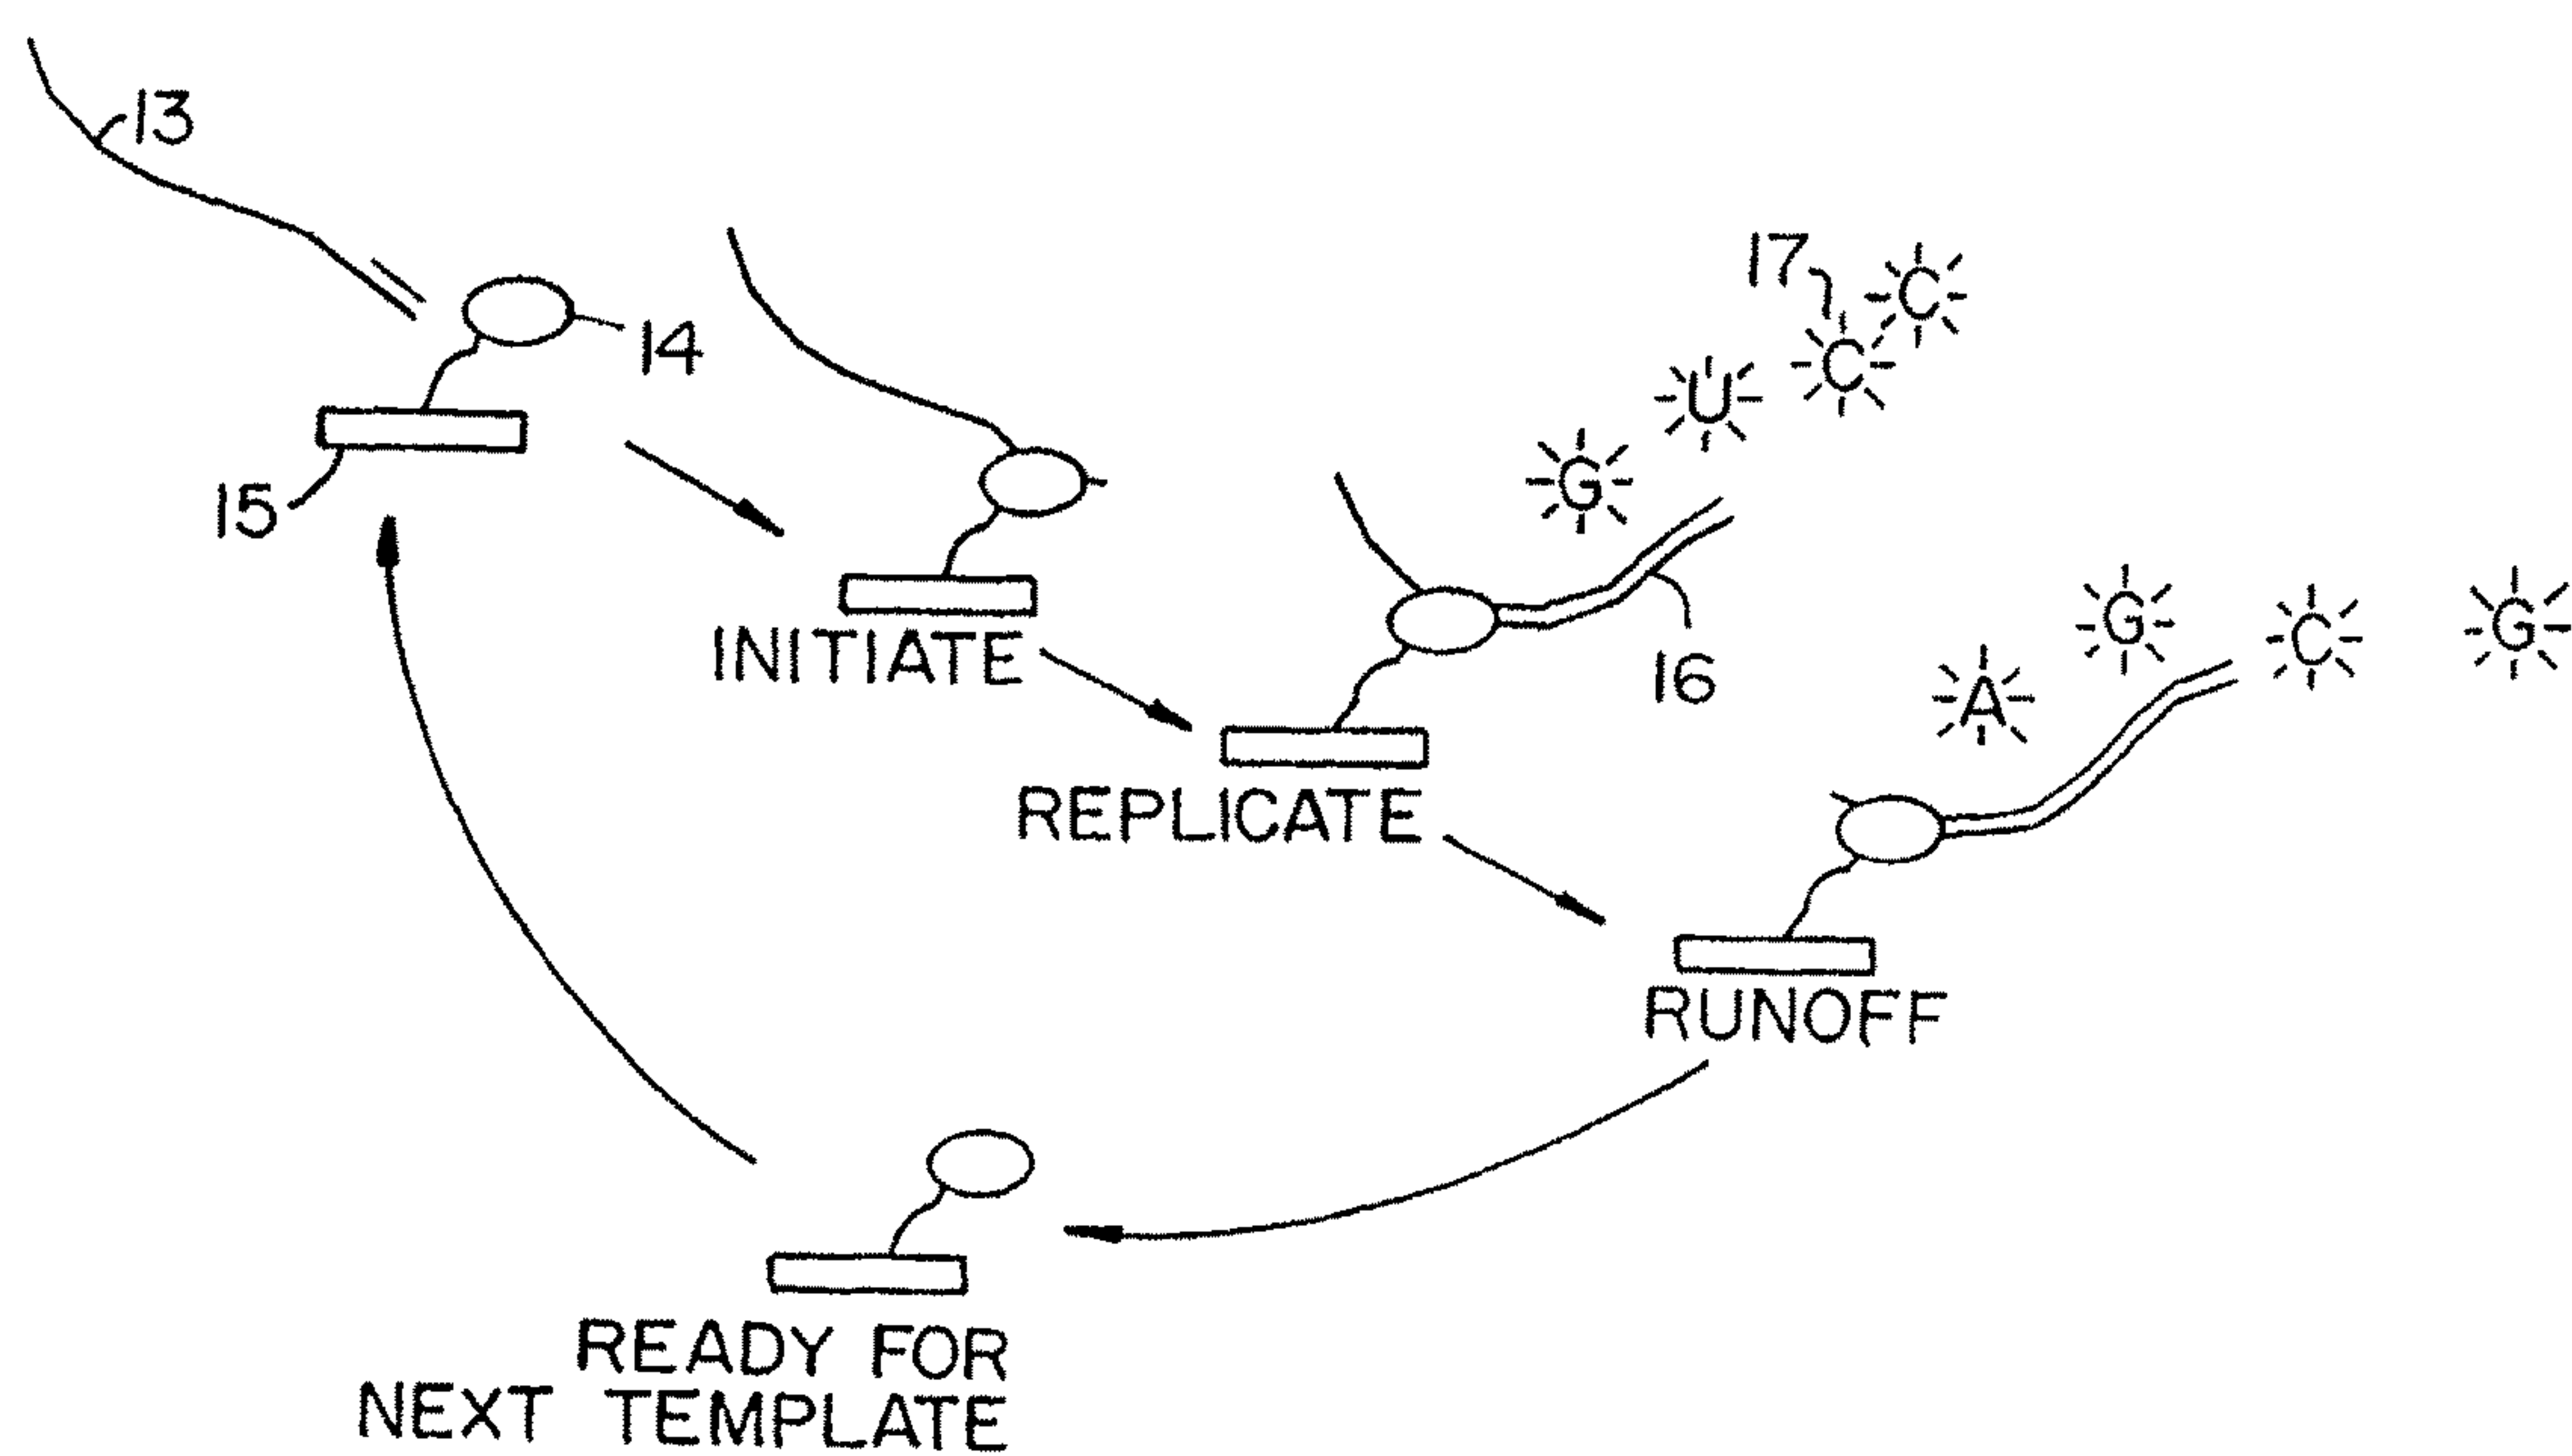 13
14
15
INITIATE
17
C
C
U
G
16
REPLICATE
A
G
C
G
RUNOFF
READY FOR
NEXT TEMPLATE